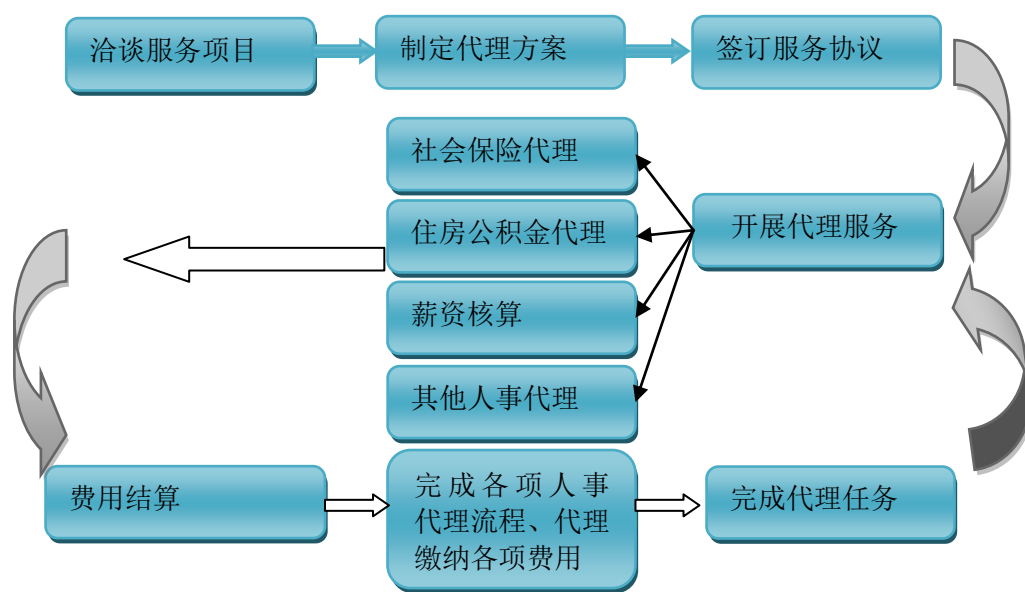 洽谈服务项目
制定代理方案
签订服务协议
社会保险代理
住房公积金代理
开展代理服务
薪资核算
其他人事代理
费用结算
完成各项人事
代理流程、代理
缴纳各项费用
完成代理任务